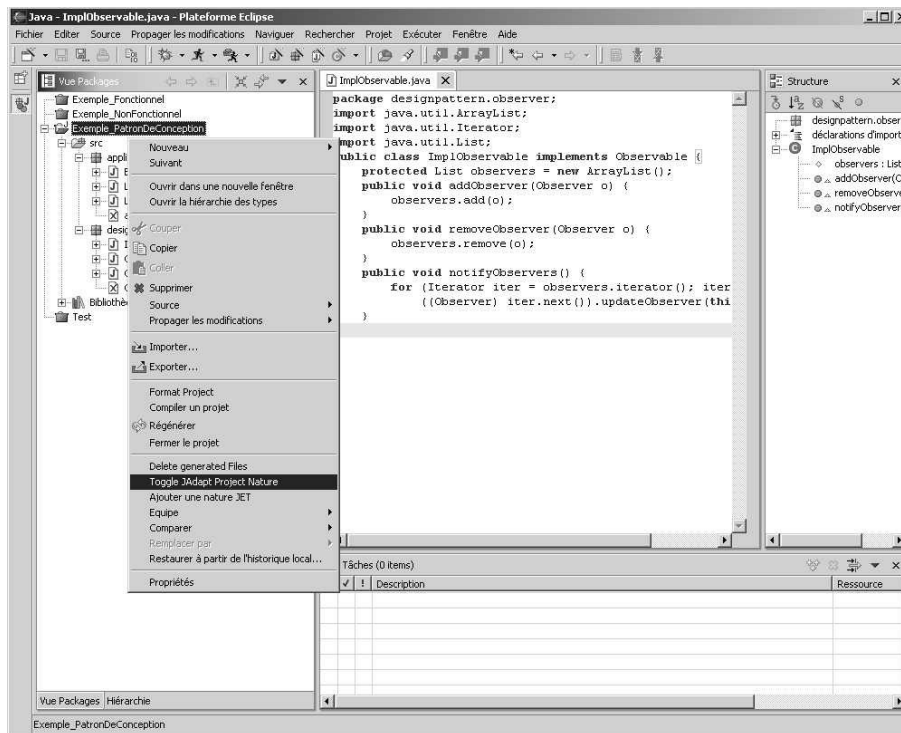 Java - ImplObservable.java - Plateforme Eclipse
Fichier Editer Source Propager les modifications Naviguer Rechercher Projet Exécuter Fenêtre Aide
Vue Packages
Exemple_Fonctionnel
Exemple_NonFonctionnel
Exemple_PatronDeConception
src
appli
E
L
L
a
desig
I
O
C
Bibliothè
Test
Nouveau
Suivant
Ouvrir dans une nouvelle fenêtre
Ouvrir la hiérarchie des types
Couper
Copier
Coller
Supprimer
Source
Propager les modifications
Importer...
Exporter...
Format Project
Compiler un projet
Régénérer
Fermer le projet
Delete generated Files
Toggle JAdapt Project Nature
Ajouter une nature JET
Equipe
Comparer
Remplacer par
Restaurer à partir de l'historique local...
Propriétés
Vue Packages Hiérarchie
ImplObservable.java
package designpattern.observer;
import java.util.ArrayList;
import java.util.Iterator;
import java.util.List;
ublic class ImplObservable implements Observable {
protected List observers = new ArrayList();
public void addObserver(Observer o) {
observers.add(o);
}
public void removeObserver(Observer o) {
observers.remove(o);
}
public void notifyObservers() {
for (Iterator iter = observers.iterator(); iter
((Observer) iter.next()).updateObserver(thi
}
Structure
designpattern.obser
déclarations d'import
ImplObservable
observers : List
addObserver(O
removeObserve
notifyObserver
Tâches (0 items)
✓ ! Description Ressource
Exemple_PatronDeConception